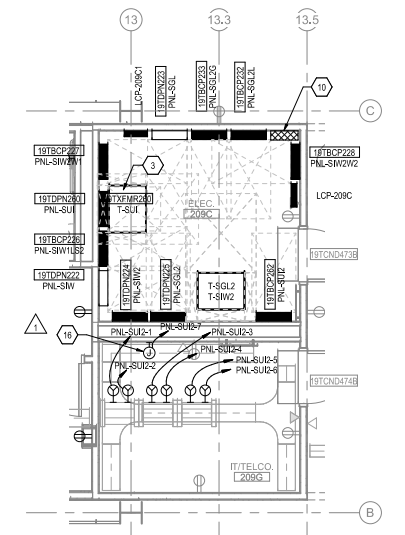 13
13.3
13.5
C
LCP-209C1
19TDPN223
PNL-SGL
19TBCP233
PNL-SGL2G
19TBCP232
PNL-SGL2L
10
19TBCP227
PNL-SIW2W1
3
19TBCP228
PNL-SIW2W2
19TDPN260
PNL-SUI
19TXFMR260
T-SUI
ELEC.
209C
LCP-209C
19TBCP226
PNL-SIW1LS2
19TDPN222
PNL-SIW
19TDPN224
PNL-SIW2
19TDPN225
PNL-SGL2
T-SGL2
T-SIW2
19TBCP262
PNL-SUI2
19TCND473B
1
16
J
PNL-SUI2-1
PNL-SUI2-7
PNL-SUI2-3
PNL-SUI2-4
PNL-SUI2-2
PNL-SUI2-5
PNL-SUI2-6
19TCND474B
IT/TELCO.
209G
B